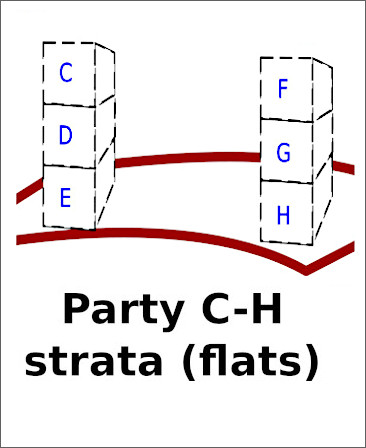 C
F
D
G
E
H
Party C-H
strata (flats)